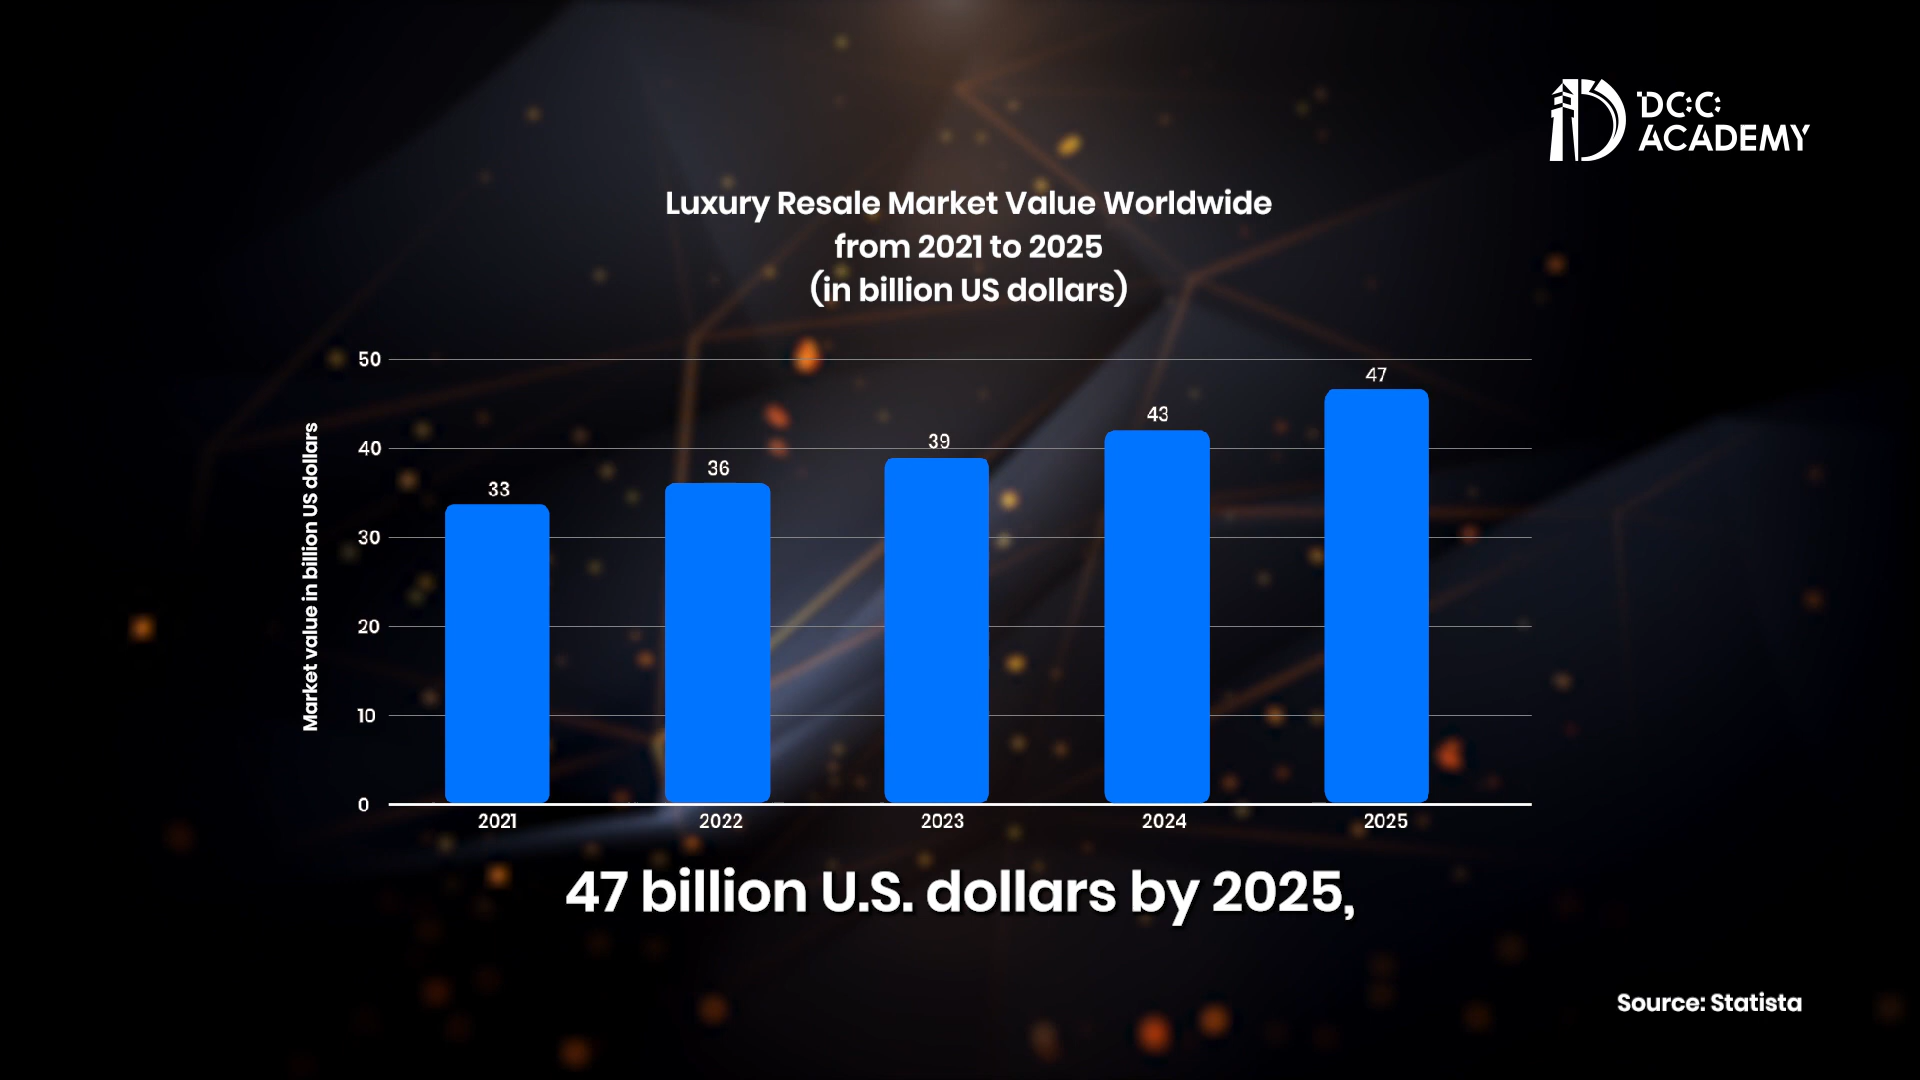 DCC
ACADEMY
Luxury Resale Market Value Worldwide
from 2021 to 2025
(in billion US dollars)
Market value in billion US dollars
50
40
30
20
10
0
33
36
39
43
47
2021
2022
2023
2024
2025
47 billion U.S. dollars by 2025,
Source: Statista